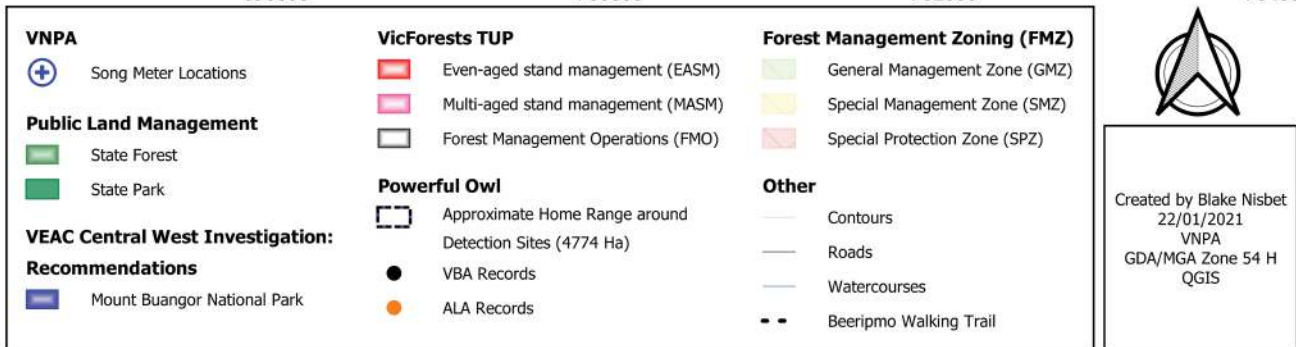 VNPA
Song Meter Locations
Public Land Management
State Forest
State Park
VEAC Central West Investigation:
Recommendations
Mount Buangor National Park
VicForests TUP
Even-aged stand management (EASM)
Multi-aged stand management (MASM)
Forest Management Operations (FMO)
Powerful Owl
Approximate Home Range around
Detection Sites (4774 Ha)
VBA Records
ALA Records
Forest Management Zoning (FMZ)
General Management Zone (GMZ)
Special Management Zone (SMZ)
Special Protection Zone (SPZ)
Other
Contours
Roads
Watercourses
Beeripmo Walking Trail
Created by Blake Nisbet
22/01/2021
VNPA
GDA/MGA Zone 54 H
QGIS